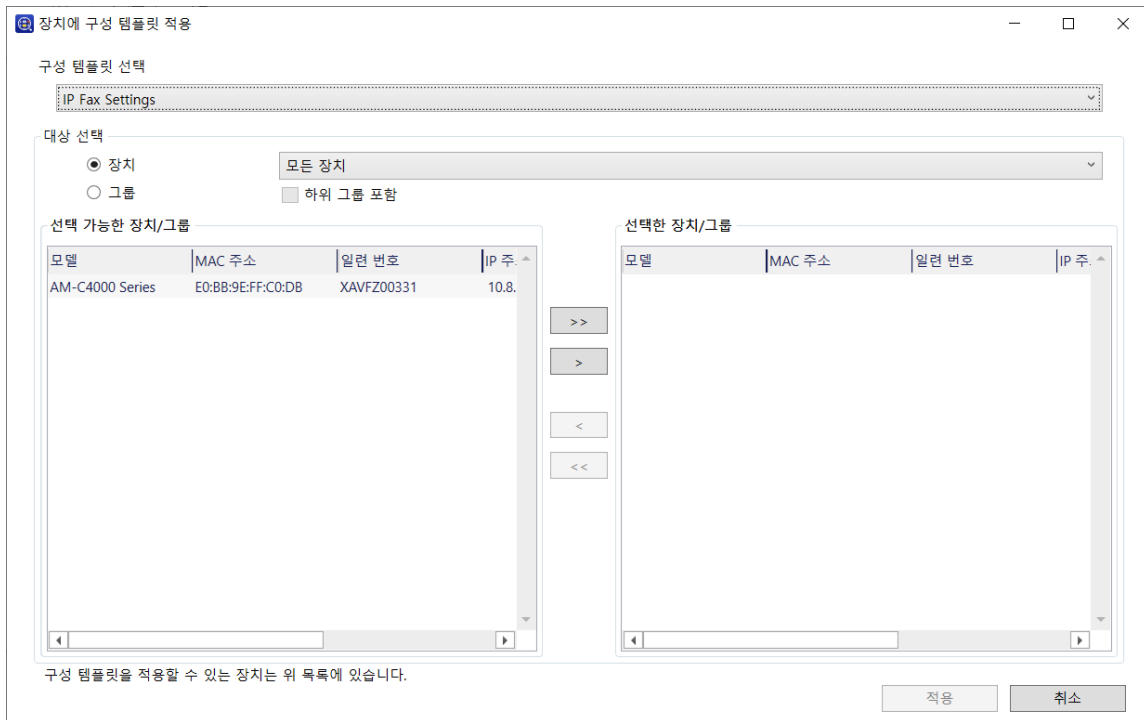 장치에 구성 템플릿 적용
구성 템플릿 선택
IP Fax Settings
대상 선택
장치
모든 장치
그룹
하위 그룹 포함
선택 가능한 장치/그룹
모델 MAC 주소 일련 번호 IP 주
AM-C4000 Series E0:BB:9E:FF:C0:DB XAVFZ00331 10.8.
>>
>
<
<<
선택한 장치/그룹
모델 MAC 주소 일련 번호 IP 주
구성 템플릿을 적용할 수 있는 장치는 위 목록에 있습니다.
적용 취소